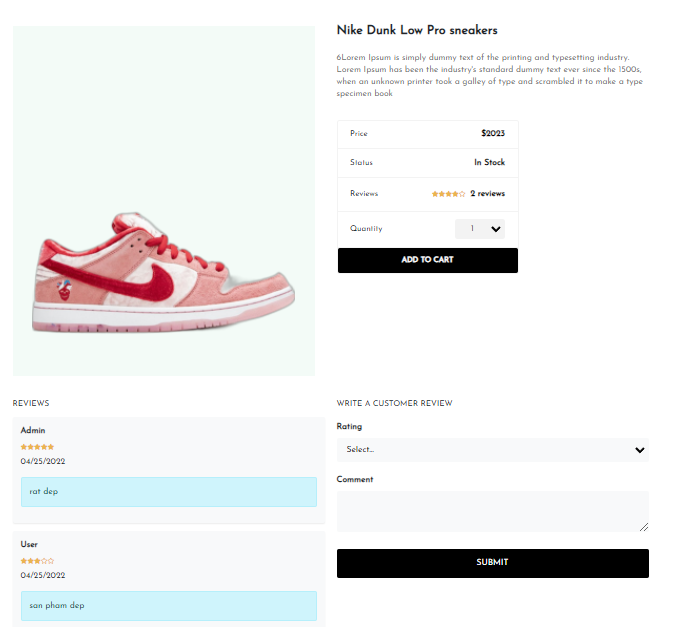 Nike Dunk Low Pro sneakers
6Lorem Ipsum is simply dummy text of the printing and typesetting industry.
Lorem Ipsum has been the industry's standard dummy text ever since the 1500s,
when an unknown printer took a galley of type and scrambled it to make a type
specimen book
Price $2023
Status In Stock
Reviews 2 reviews
Quantity 1
ADD TO CART
REVIEWS
Admin
04/25/2022
rat dep
User
04/25/2022
san pham dep
WRITE A CUSTOMER REVIEW
Rating
Select...
Comment
SUBMIT